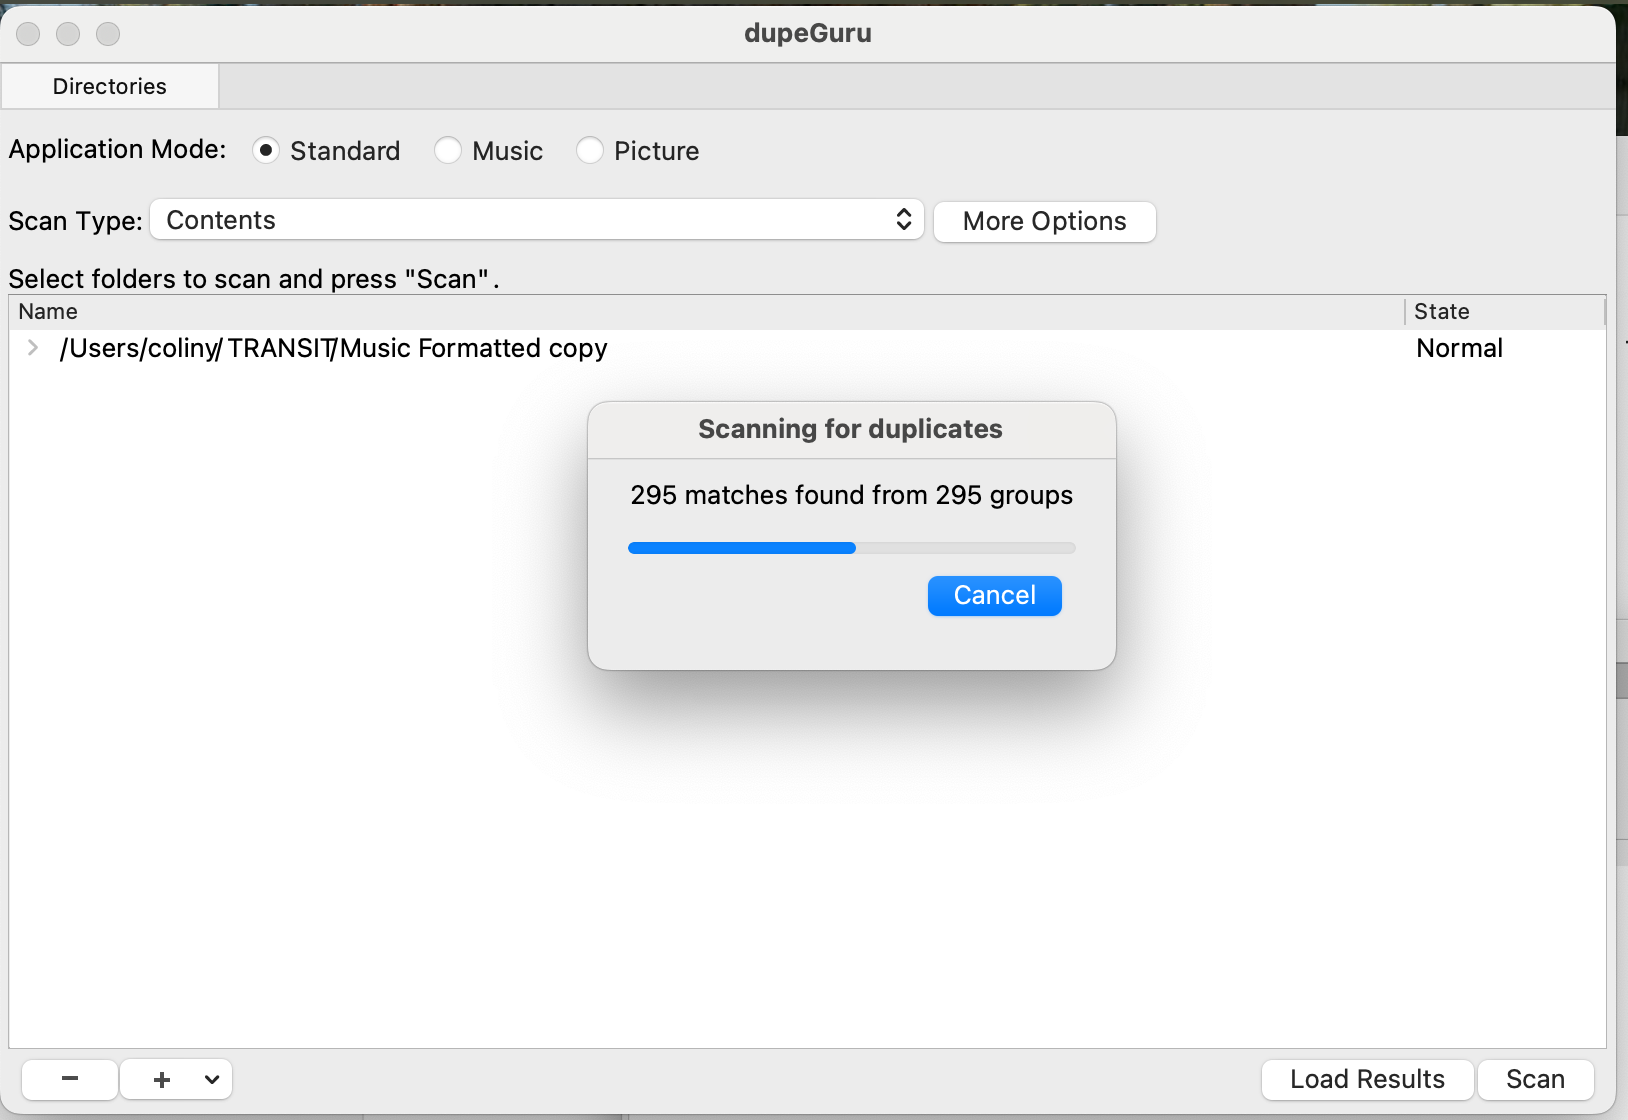 dupeGuru
Directories
Application Mode: Standard Music Picture
Scan Type: Contents More Options
Select folders to scan and press "Scan".
Name State
/Users/coliny/ TRANSIT/Music Formatted copy Normal
Scanning for duplicates
295 matches found from 295 groups
Cancel
Load Results Scan